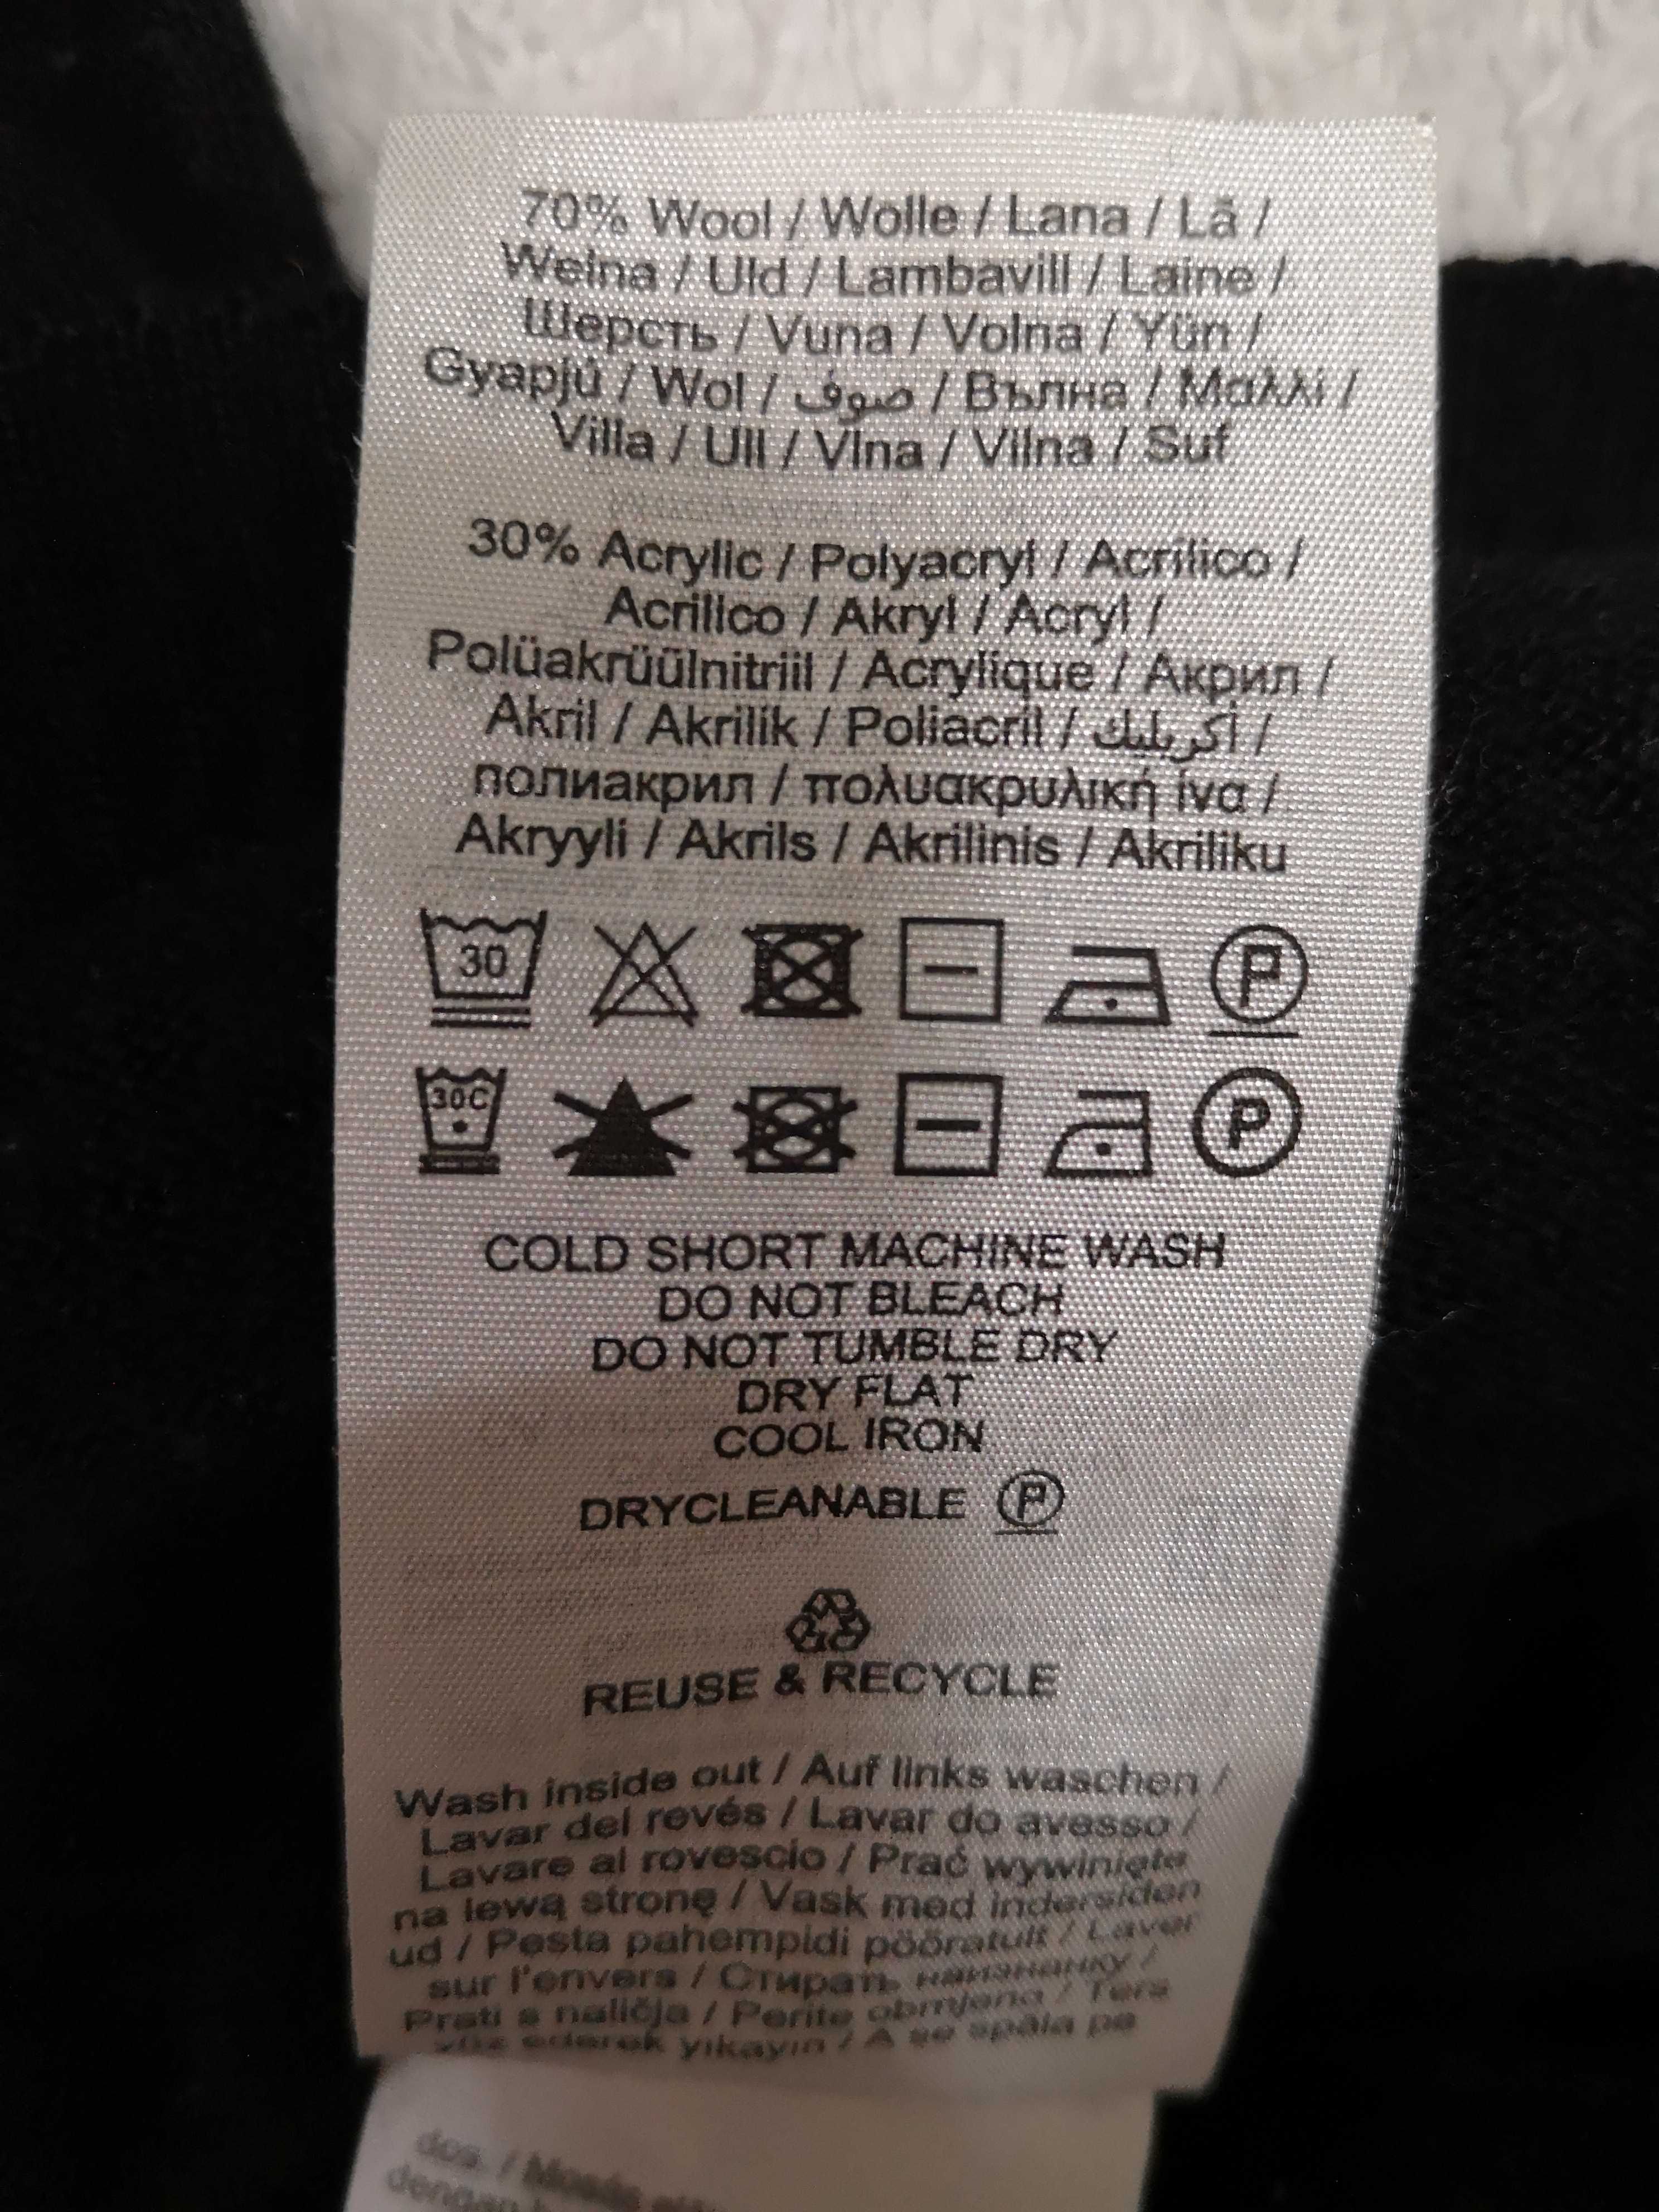 70% Wool / Wolle / Lana / Lã /
Wełna / Uld / Lambavill / Laine /
Шерсть / Vuna / Volna / Yün /
Gyapjú / Wol / صوف / Вълна / Μαλλί /
Villa / Ull / Vlna / Vilna / Suf
30% Acrylic / Polyacryl / Acrílico /
Acrilico / Akryl / Acryl /
Polüakrüülnitriil / Acrylique / Акрил /
Akril / Akrilik / Poliacril / أكريليك /
полиакрил / πολυακρυλική ίνα /
Akryyli / Akrils / Akrilinis / Akriliku
30 P
30C P
COLD SHORT MACHINE WASH
DO NOT BLEACH
DO NOT TUMBLE DRY
DRY FLAT
COOL IRON
DRYCLEANABLE P
REUSE & RECYCLE
Wash inside out / Auf links waschen /
Lavar del revés / Lavar do avesso /
Lavare al rovescio / Prać wywinięte
na lewą stronę / Vask med indersiden
ud / Pesta pahempidi pööratult / Laver
sur l'envers / Стирать наизнанку /
Prati s naličja / Perite obrnjeno / Ters
yüz ederek yıkayın / A se spăla pe
dos. / Mosás